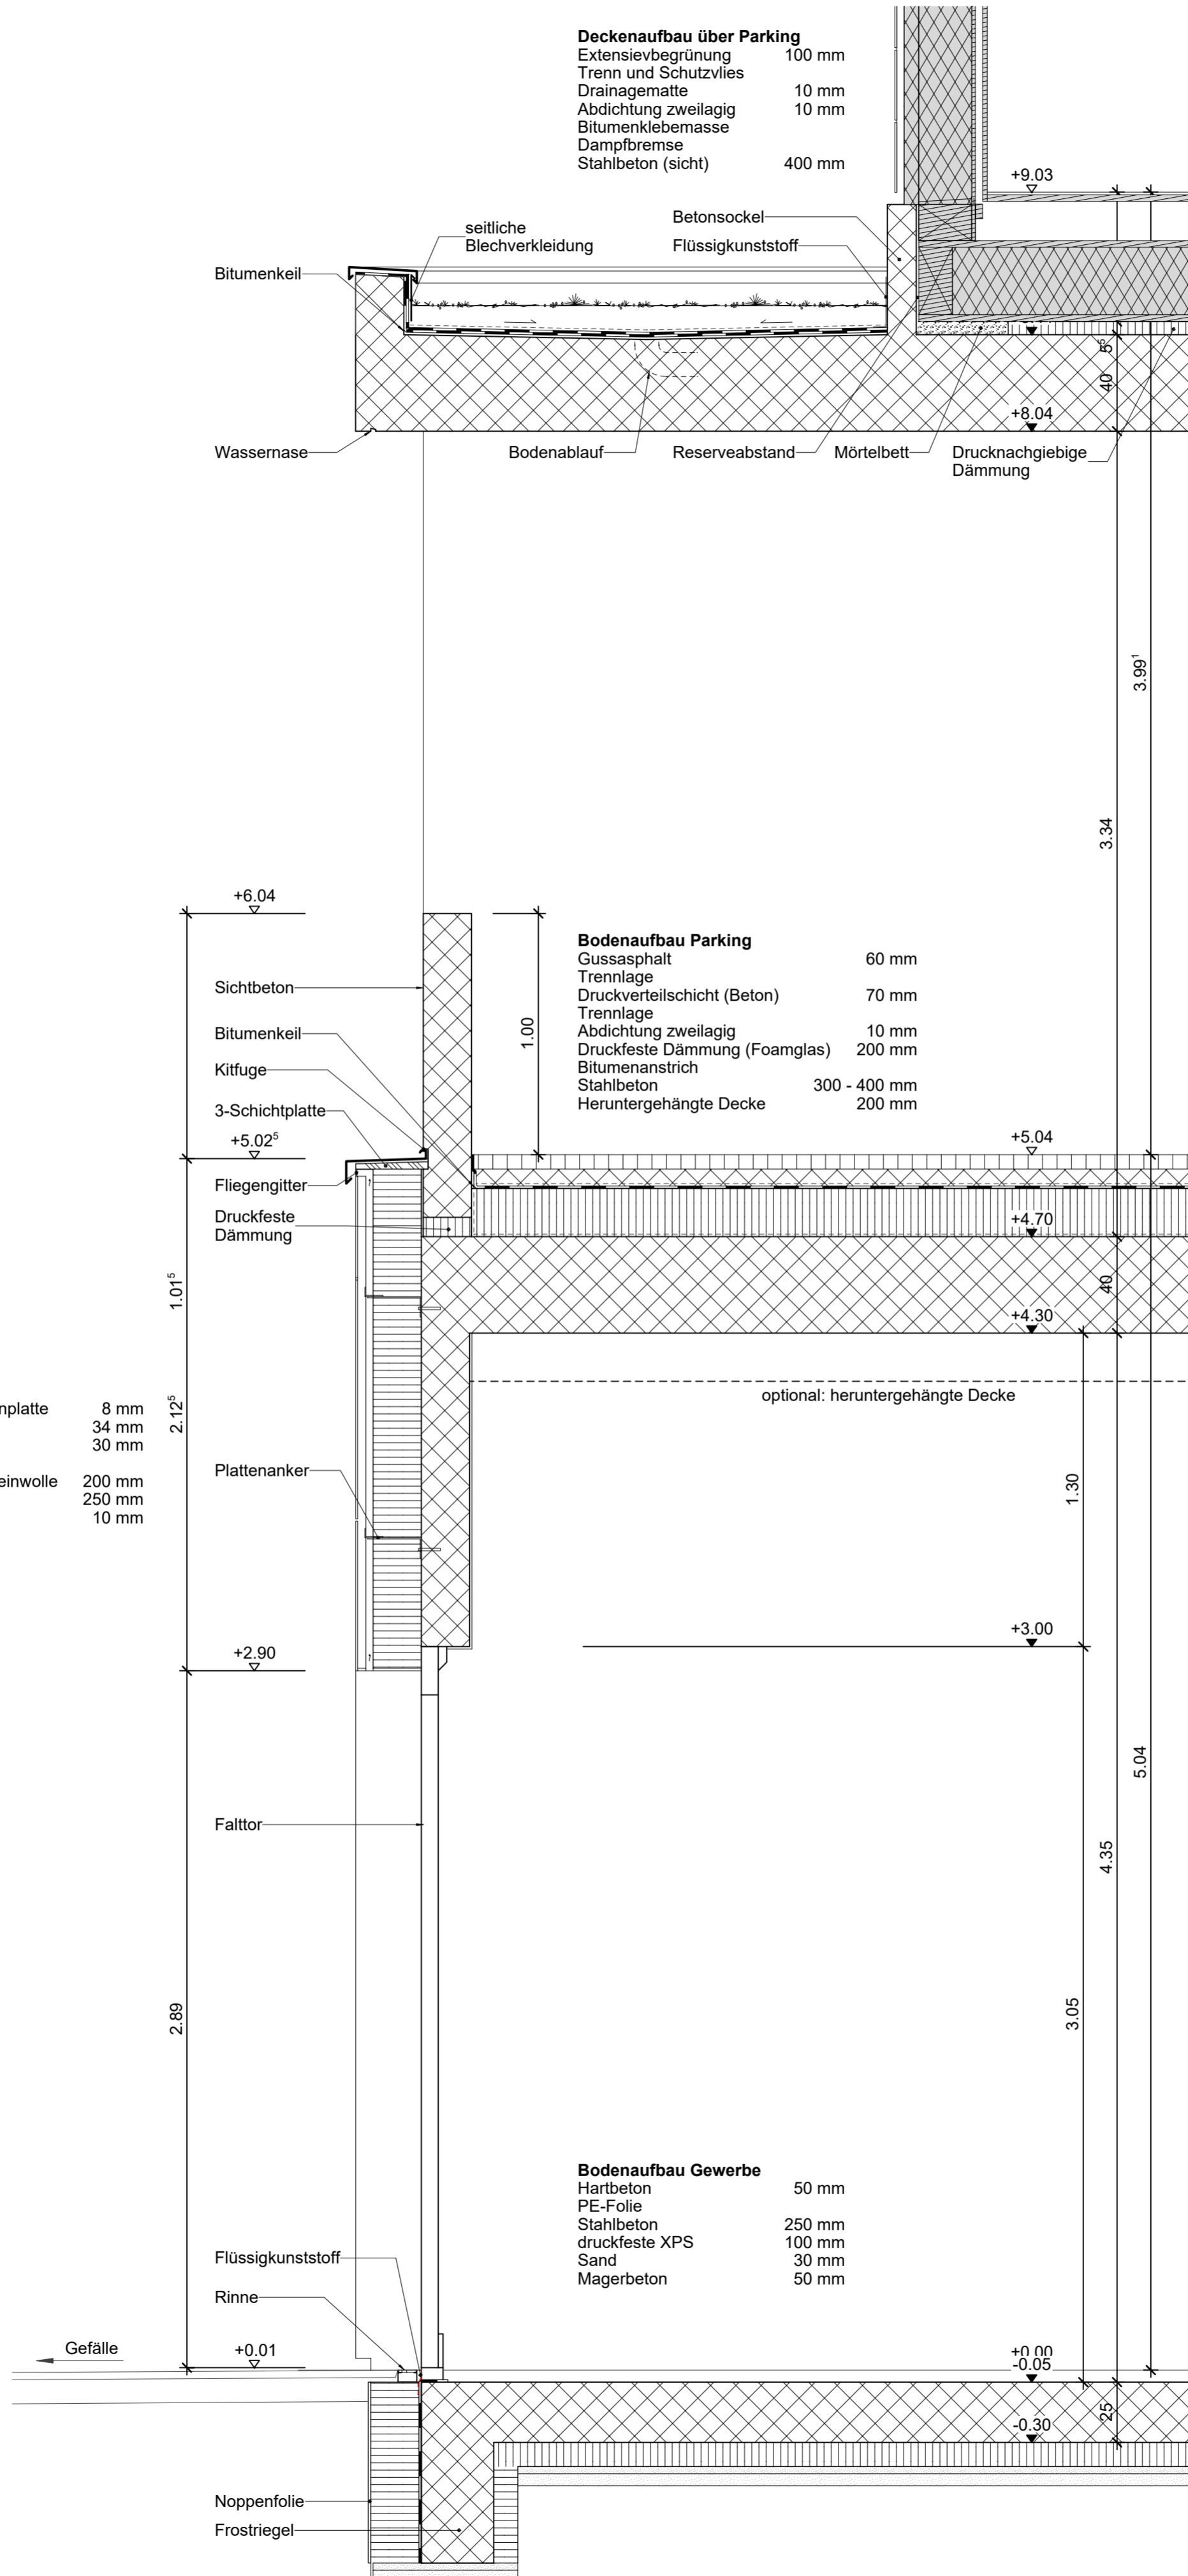 Deckenaufbau über Parking
Extensievbegrünung 100 mm
Trenn und Schutzvlies
Drainagematte 10 mm
Abdichtung zweilagig 10 mm
Bitumenklebemasse
Dampfbremse
Stahlbeton (sicht) 400 mm
+9.03
Betonsockel
seitliche
Blechverkleidung
Flüssigkunststoff
Bitumenkeil
5⁵
40
+8.04
Wassernase
Bodenablauf
Reserveabstand
Mörtelbett
Drucknachgiebige
Dämmung
3.99¹
3.34
+6.04
Bodenaufbau Parking
Gussasphalt 60 mm
Trennlage
Druckverteilschicht (Beton) 70 mm
Trennlage
Abdichtung zweilagig 10 mm
Druckfeste Dämmung (Foamglas) 200 mm
Bitumenanstrich
Stahlbeton 300 - 400 mm
Heruntergehängte Decke 200 mm
Sichtbeton
1.00
Bitumenkeil
Kitfuge
3-Schichtplatte
+5.02⁵
+5.04
Fliegengitter
Druckfeste
Dämmung
+4.70
1.01⁵
40
+4.30
optional: heruntergehängte Decke
nplatte 8 mm
34 mm
30 mm
einwolle 200 mm
250 mm
10 mm
2.12⁵
Plattenanker
1.30
+3.00
+2.90
5.04
Falttor
4.35
2.89
3.05
Bodenaufbau Gewerbe
Hartbeton 50 mm
PE-Folie
Stahlbeton 250 mm
druckfeste XPS 100 mm
Sand 30 mm
Magerbeton 50 mm
Flüssigkunststoff
Rinne
Gefälle
+0.01
+0.00
-0.05
25
-0.30
Noppenfolie
Frostriegel